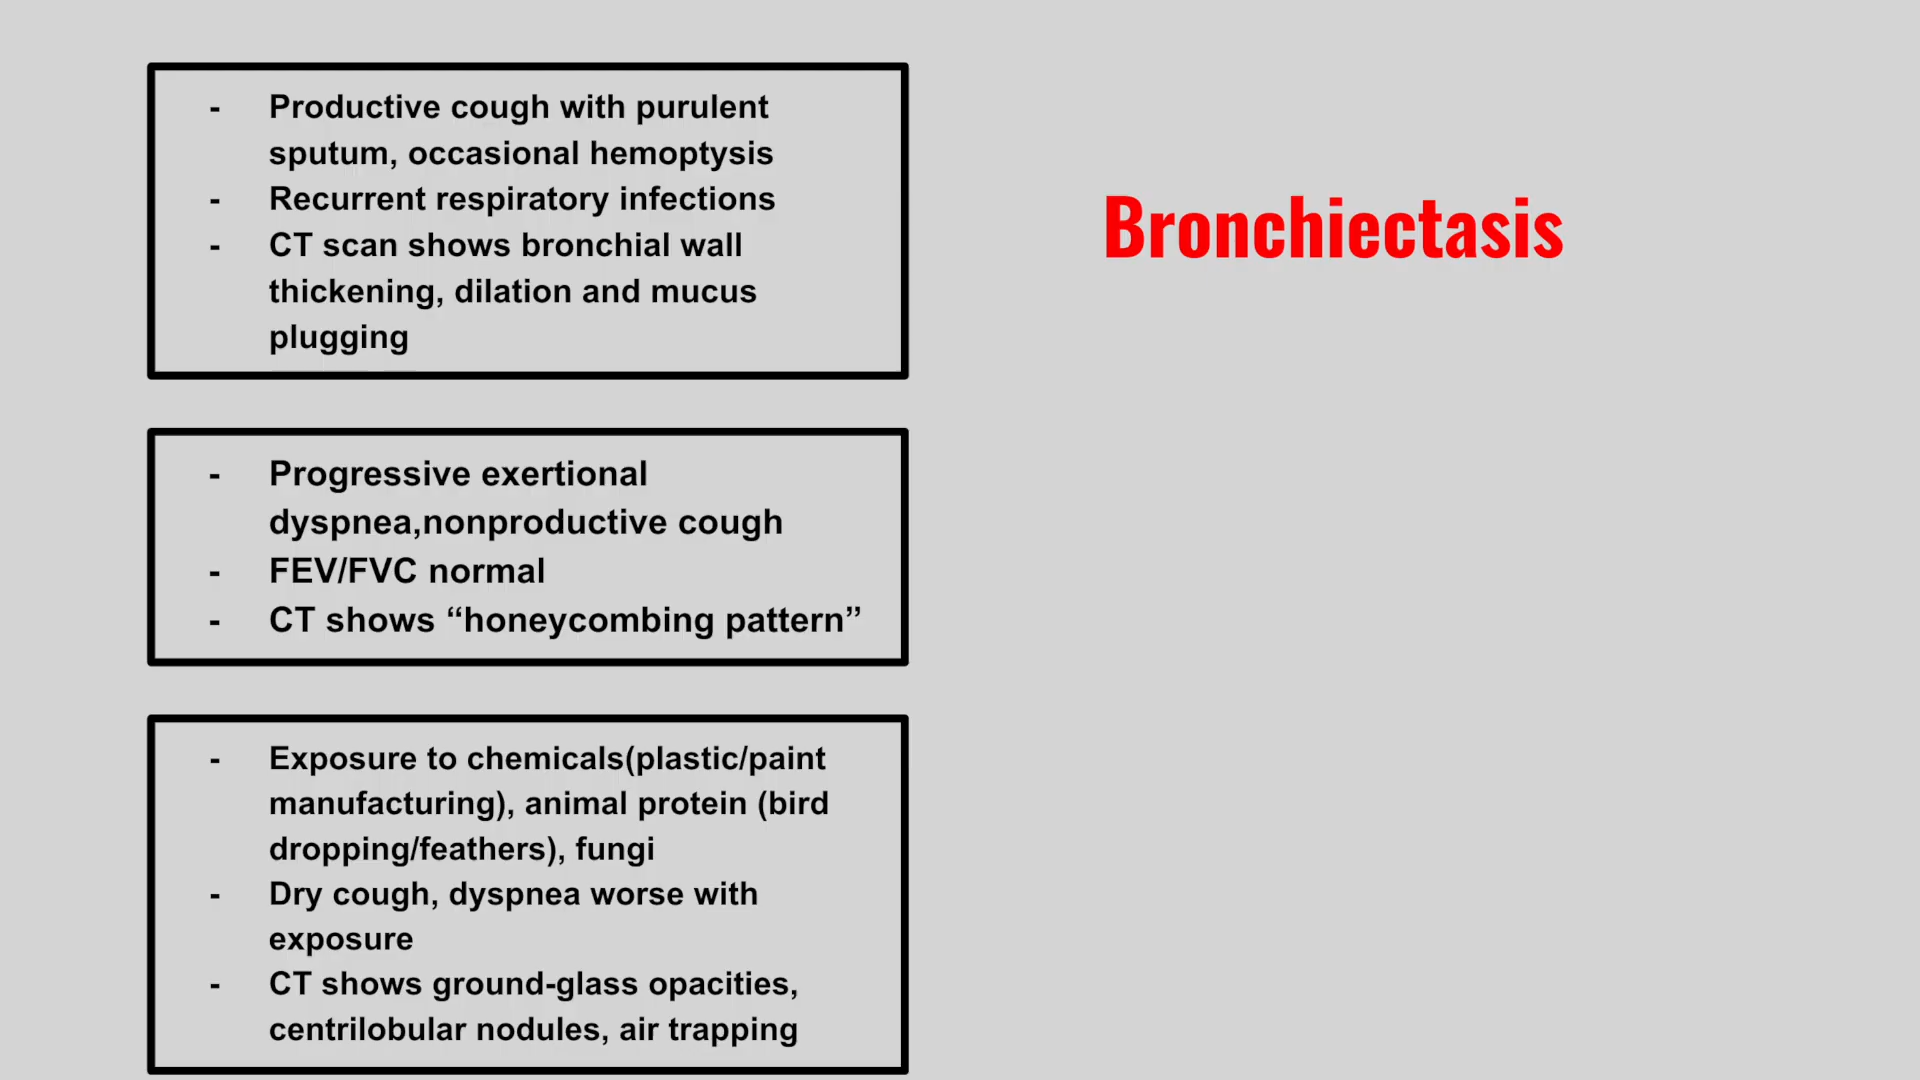 - Productive cough with purulent
sputum, occasional hemoptysis
- Recurrent respiratory infections
- CT scan shows bronchial wall
thickening, dilation and mucus
plugging
Bronchiectasis
- Progressive exertional
dyspnea,nonproductive cough
- FEV/FVC normal
- CT shows “honeycombing pattern”
- Exposure to chemicals(plastic/paint
manufacturing), animal protein (bird
dropping/feathers), fungi
- Dry cough, dyspnea worse with
exposure
- CT shows ground-glass opacities,
centrilobular nodules, air trapping